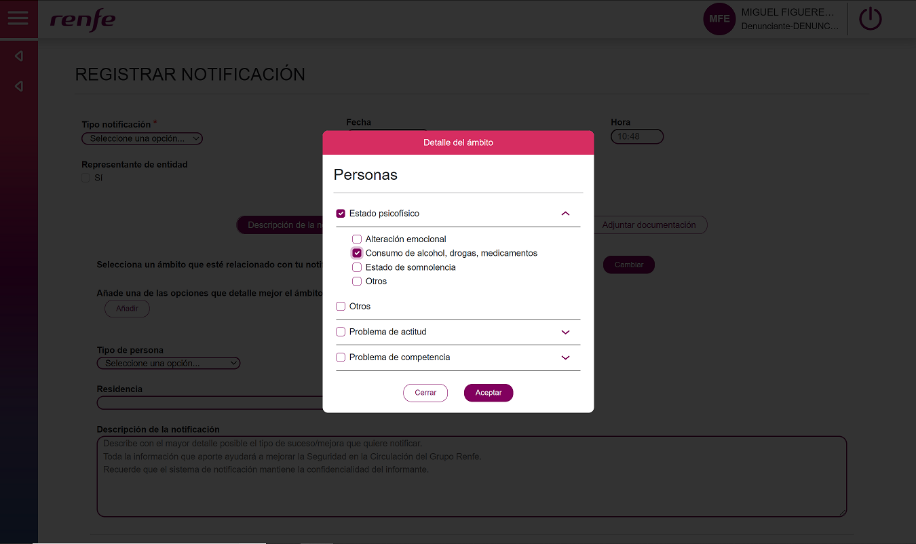 renfe
MFE
MIGUEL FIGUERE...
Denundiante-DENUNC...
REGISTRAR NOTIFICACIÓN
Tipo notificación *
Fecha
Hora
Seleccione una opción...
10:48
Representante de entidad
SI
Detalle del ámbito
Personas
Estado psicofísico
Alteración emocional
Consumo de alcohol, drogas, medicamentos
Estado de somnolencia
Otros
Otros
Problema de actitud
Problema de competencia
Cerrar
Aceptar
Descripción de la n
Adjuntar documentación
Selecciona un ámbito que esté relacionado con tu noti
Cambiar
Añade una de las opciones que detalle mejor el ámbito
Añadir
Tipo de persona
Seleccione una opción...
Residencia
Descripción de la notificación
Describe con el mayor detalle posible el tipo de suceso/mejora que quiere notificar.
Toda la información que aporte ayudará a mejorar la Seguridad en la Circulación del Grupo Renfe.
Recuerde que el sistema de notificación mantiene la confidencialidad del informante.